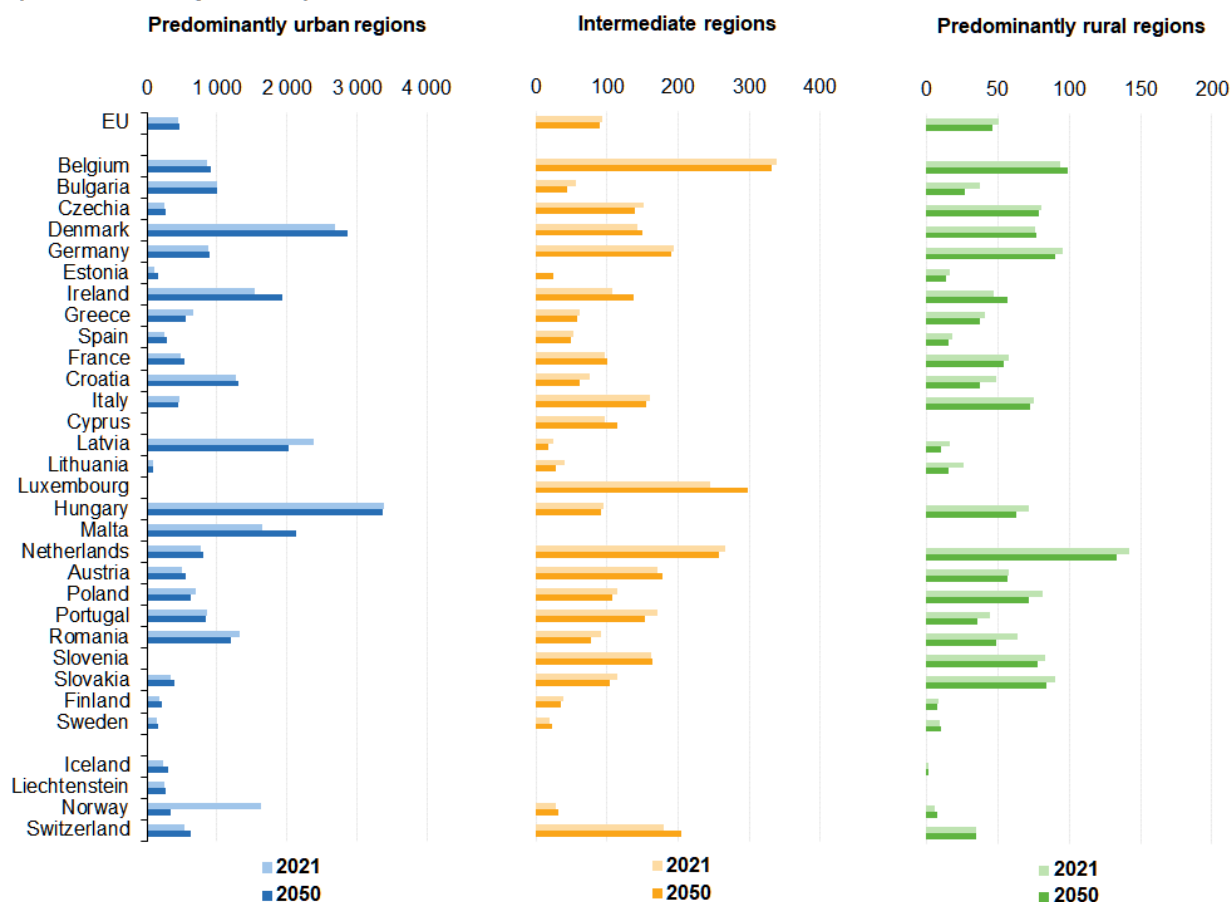 Predominantly urban regions
Intermediate regions
Predominantly rural regions
0 1 000 2 000 3 000 4 000
0 100 200 300 400
0 50 100 150 200
EU
Belgium
Bulgaria
Czechia
Denmark
Germany
Estonia
Ireland
Greece
Spain
France
Croatia
Italy
Cyprus
Latvia
Lithuania
Luxembourg
Hungary
Malta
Netherlands
Austria
Poland
Portugal
Romania
Slovenia
Slovakia
Finland
Sweden
Iceland
Liechtenstein
Norway
Switzerland
2021
2050
2021
2050
2021
2050